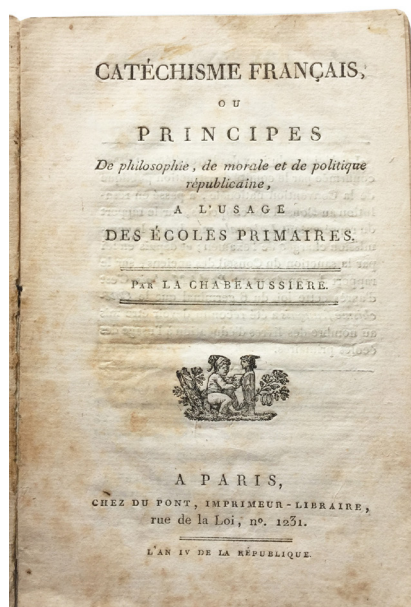 CATÉCHISME FRANÇAIS,
OU
PRINCIPES
De philosophie, de morale et de politique
républicaine,
A L'USAGE
DES ÉCOLES PRIMAIRES.
PAR LA CHABEAUSSIERE.
A PARIS,
CHEZ DU PONT, IMPRIMEUR-LIBRAIRE,
rue de la Loi, nº. 1231.
L'AN IV DE LA RÉPUBLIQUE.